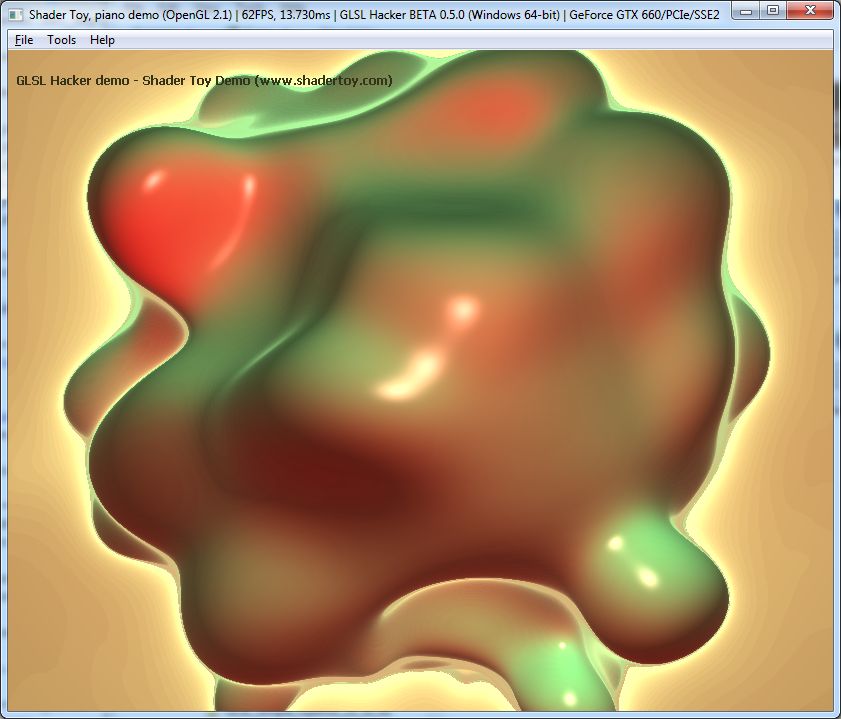 Shader Toy, piano demo (OpenGL 2.1) | 62FPS, 13.730ms | GLSL Hacker BETA 0.5.0 (Windows 64-bit) | GeForce GTX 660/PCIe/SSE2
File Tools Help
GLSL Hacker demo - Shader Toy Demo (www.shadertoy.com)